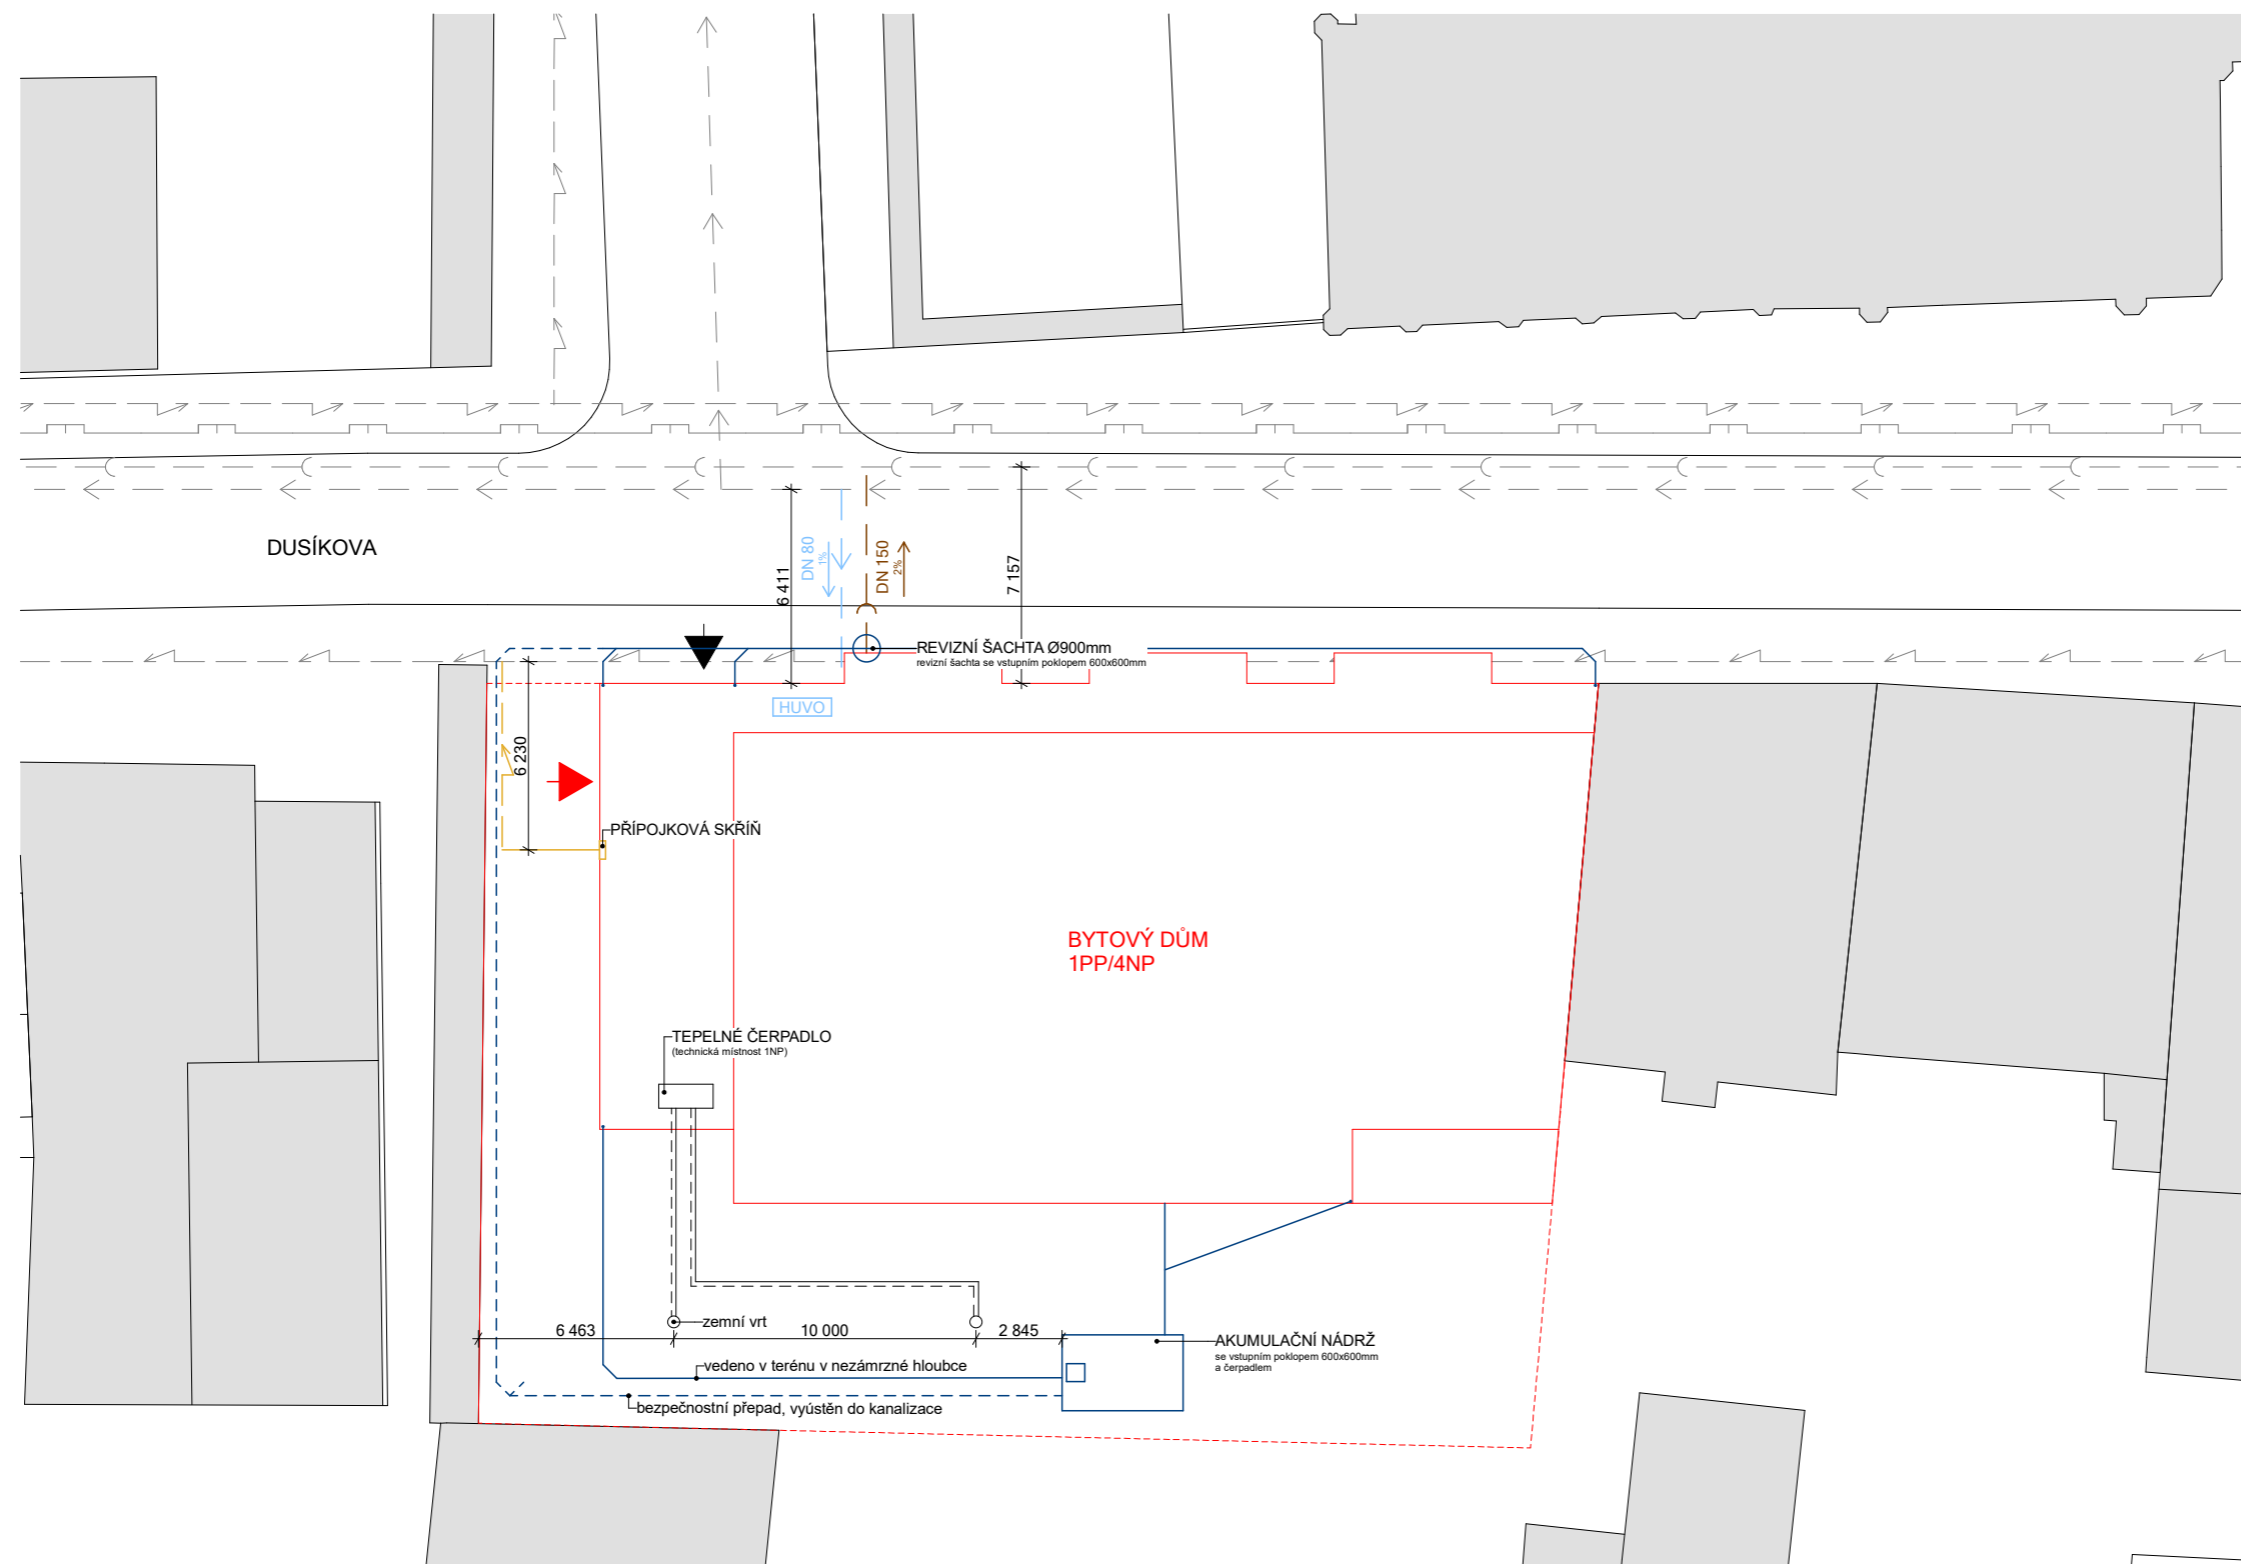 DUSÍKOVA
6 411
DN 80
1%
DN 150
2%
7 157
REVIZNÍ ŠACHTA Ø900mm
revizní šachta se vstupním poklopem 600x600mm
HUVO
6 230
PŘÍPOJKOVÁ SKŘÍŇ
BYTOVÝ DŮM
1PP/4NP
TEPELNÉ ČERPADLO
(technická místnost 1NP)
zemní vrt
6 463
10 000
2 845
AKUMULAČNÍ NÁDRŽ
se vstupním poklopem 600x600mm
a čerpadlem
vedeno v terénu v nezámrzné hloubce
bezpečnostní přepad, vyústěn do kanalizace